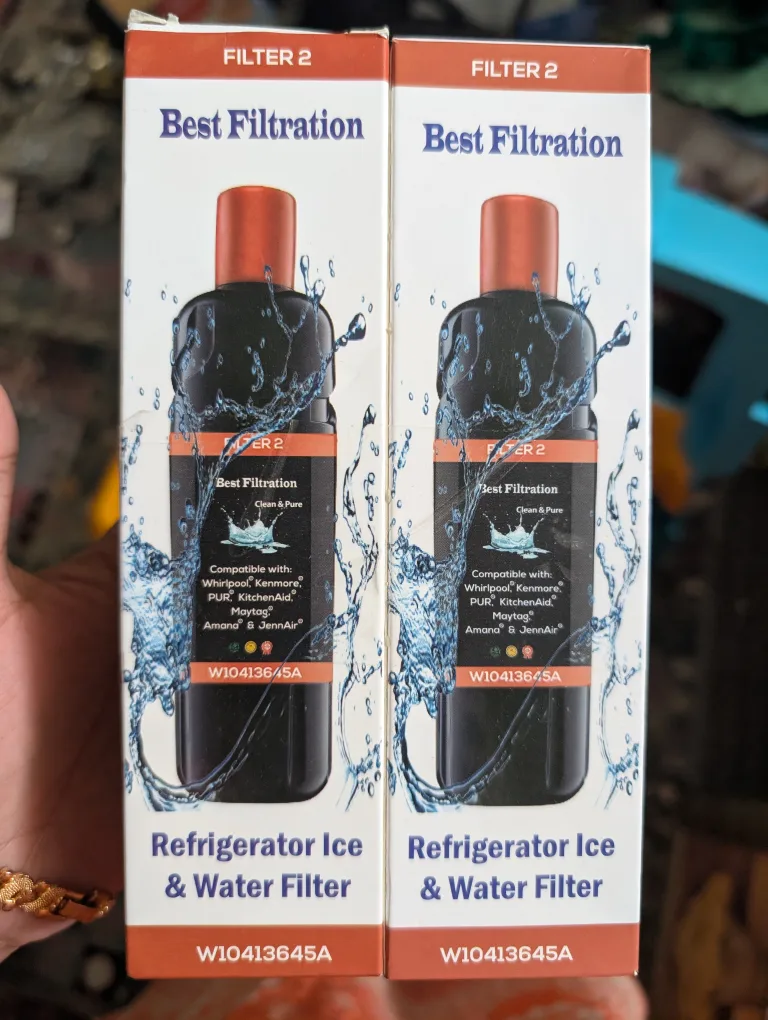 FILTER 2
Best Filtration
FILTER 2
Best Filtration
Clean & Pure
Compatible with:
Whirlpool,® Kenmore,®
PUR,® KitchenAid,®
Maytag,®
Amana® & JennAir®
W10413645A
Refrigerator Ice
& Water Filter
W10413645A
FILTER 2
Best Filtration
FILTER 2
Best Filtration
Clean & Pure
Compatible with:
Whirlpool,® Kenmore,®
PUR,® KitchenAid,®
Maytag,®
Amana® & JennAir®
W10413645A
Refrigerator Ice
& Water Filter
W10413645A